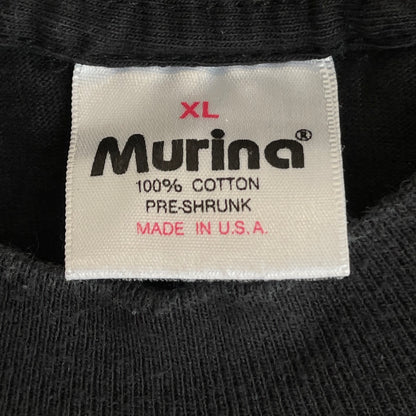 XL
Murina®
100% COTTON
PRE-SHRUNK
MADE IN U.S.A.